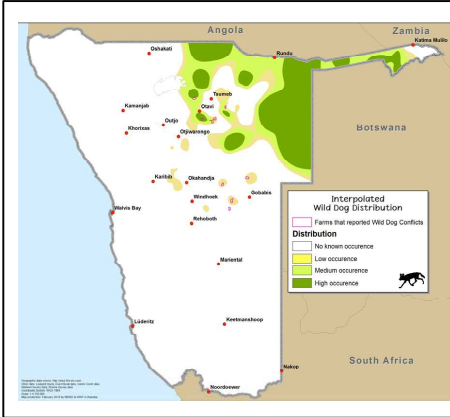 Angola
Zambia
Katima Mulilo
Oshakati
Rundu
Tsumeb
Kamanjab
Otavi
Outjo
Khorixas
Otjiwarongo
Botswana
Karibib
Okahandja
Windhoek
Gobabis
Walvis Bay
Rehoboth
Mariental
Lüderitz
Keetmanshoop
Nakop
South Africa
Noordoewer
Interpolated
Wild Dog Distribution
Farms that reported Wild Dog Conflicts
Distribution
No known occurence
Low occurence
Medium occurence
High occurence